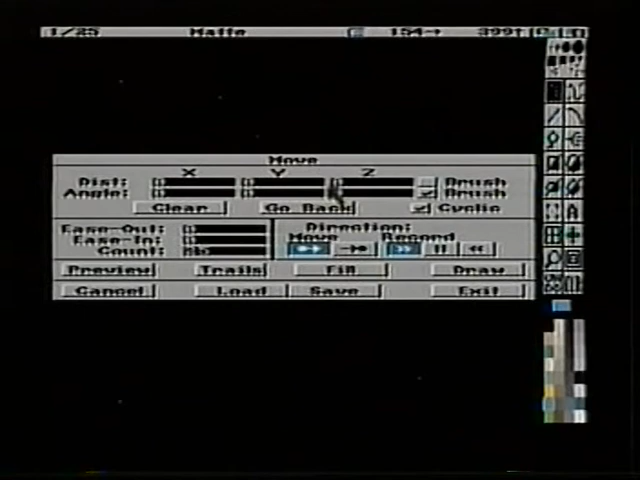 1/25 Matte 154→ 399↑
Move
X Y Z
Dist: Brush
Angle: Brush
Clear Go Back Cyclic
Ease-Out: Direction:
Ease-In: Move Record
Count:
Preview Trails Fill Draw
Cancel Load Save Exit